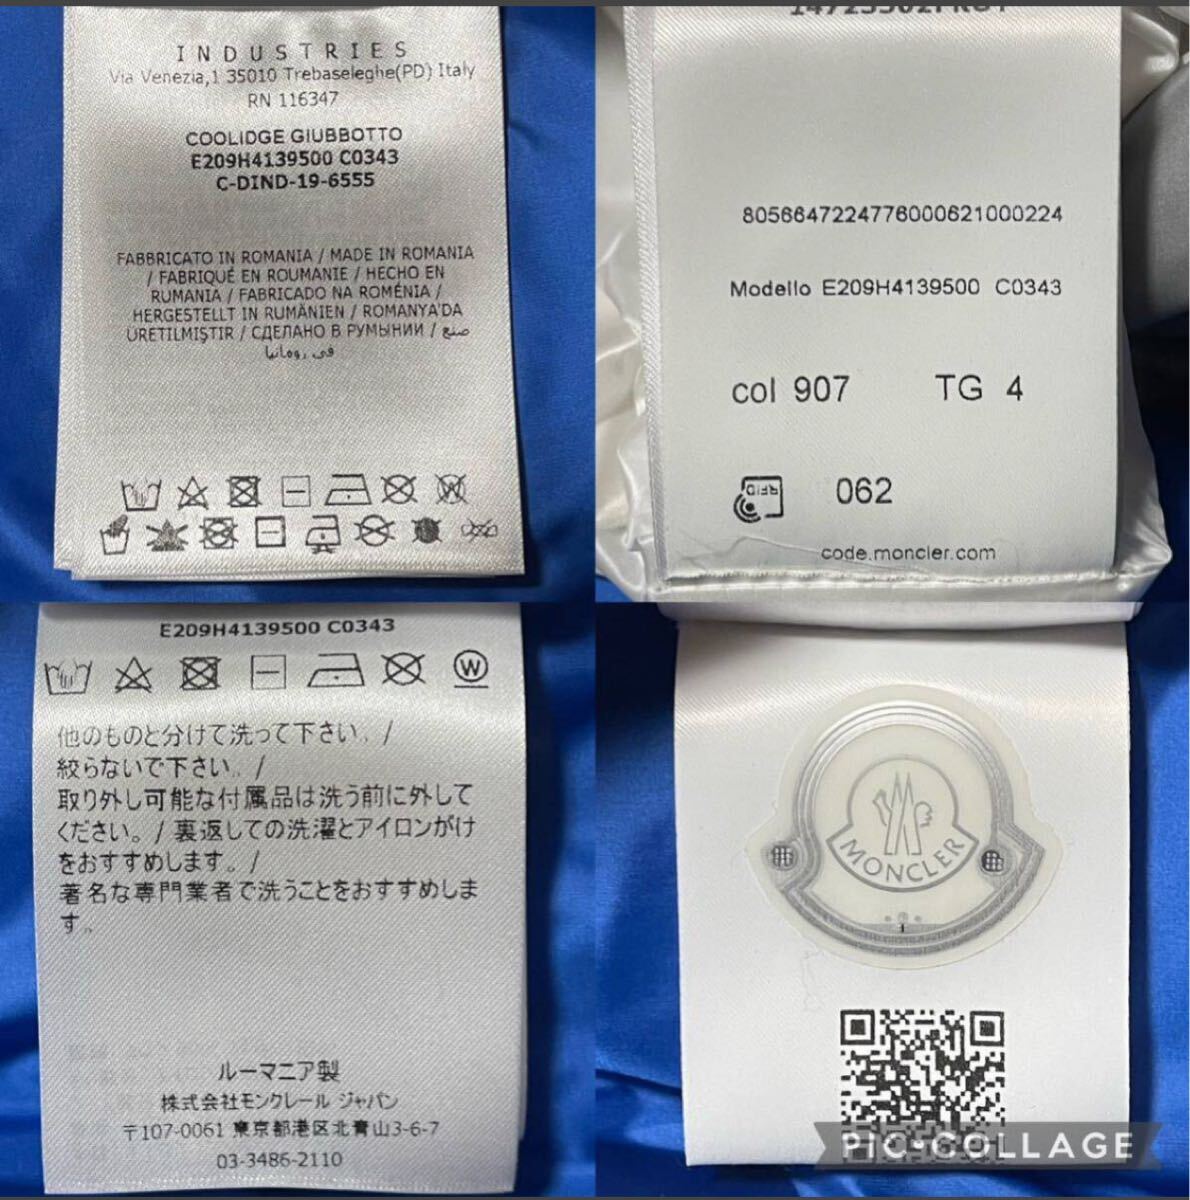 INDUSTRIES
Via Venezia,1 35010 Trebaseleghe(PD) Italy
RN 116347
COOLIDGE GIUBBOTTO
E209H4139500 C0343
C-DIND-19-6555
FABBRICATO IN ROMANIA / MADE IN ROMANIA
/ FABRIQUÉ EN ROUMANIE / HECHO EN
RUMANIA / FABRICADO NA ROMÉNIA /
HERGESTELLT IN RUMÄNIEN / ROMANYA'DA
ÜRETILMIŞTIR / СДЕЛАНО В РУМЫНИИ / صنع
في رومانيا
8056647224776000621000224
Modello E209H4139500 C0343
col 907 TG 4
RFID
062
code.moncler.com
E209H4139500 C0343
W
他のものと分けて洗って下さい。/
絞らないで下さい。/
取り外し可能な付属品は洗う前に外して
ください。/ 裏返しての洗濯とアイロンがけ
をおすすめします。/
著名な専門業者で洗うことをおすすめしま
す。
ルーマニア製
株式会社モンクレール ジャパン
〒107-0061 東京都港区北青山3-6-7
03-3486-2110
MONCLER
PIC·COLLAGE